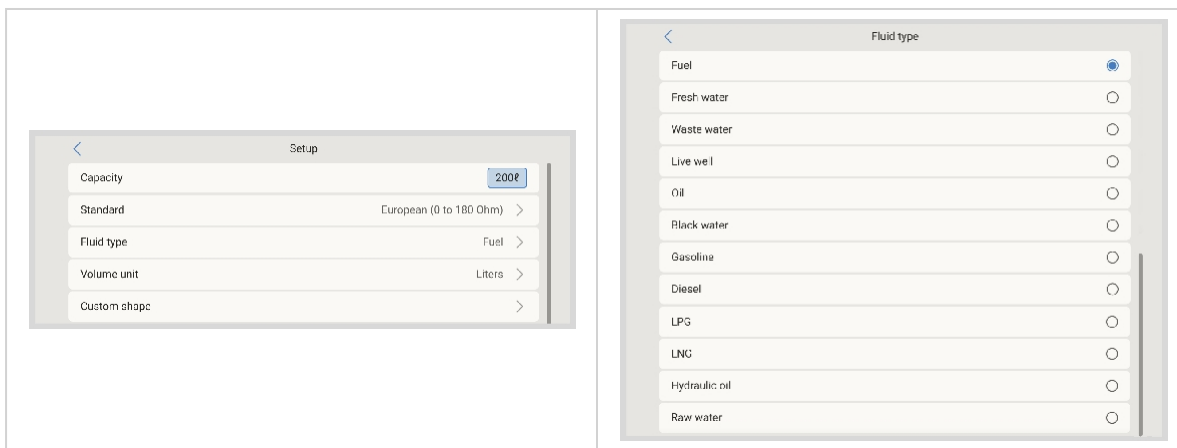 Setup
Capacity 200ℓ
Standard European (0 to 180 Ohm)
Fluid type Fuel
Volume unit Liters
Custom shape
Fluid type
Fuel
Fresh water
Waste water
Live well
Oil
Black water
Gasoline
Diesel
LPG
LNG
Hydraulic oil
Raw water